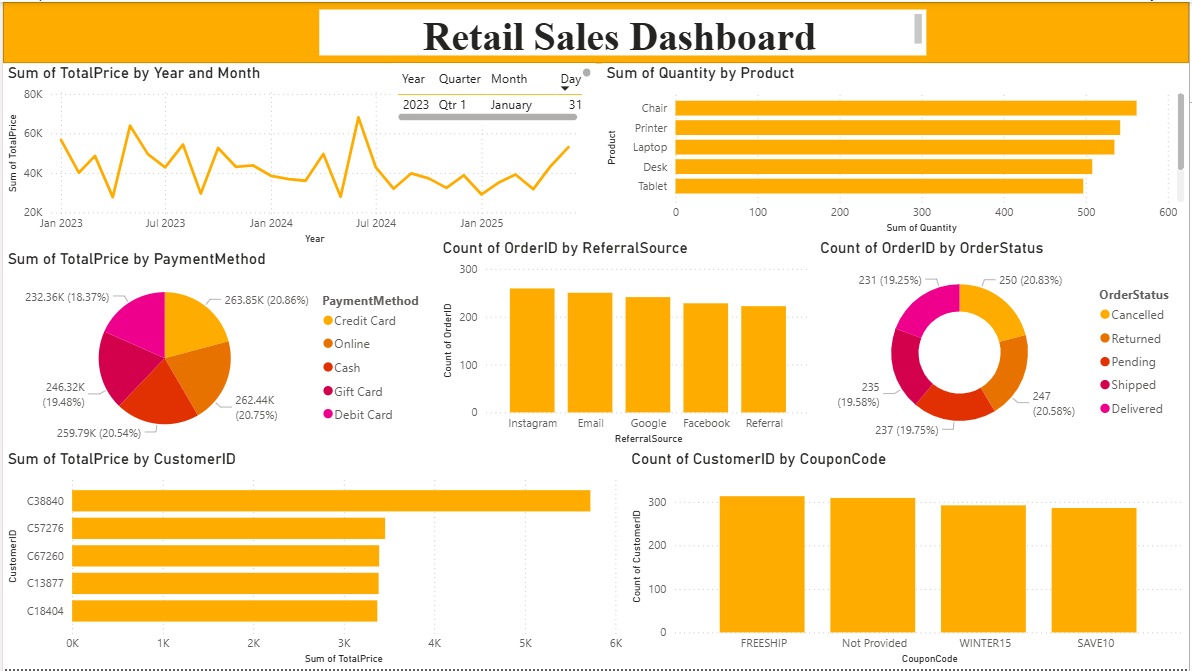 Retail Sales Dashboard
Sum of TotalPrice by Year and Month
Year Quarter Month Day
2023 Qtr 1 January 31
80K
60K
40K
20K
Sum of TotalPrice
Jan 2023 Jul 2023 Jan 2024 Jul 2024 Jan 2025
Year
Sum of Quantity by Product
Product
Chair
Printer
Laptop
Desk
Tablet
0 100 200 300 400 500 600
Sum of Quantity
Sum of TotalPrice by PaymentMethod
232.36K (18.37%)
263.85K (20.86%)
246.32K
(19.48%)
262.44K
(20.75%)
259.79K (20.54%)
PaymentMethod
Credit Card
Online
Cash
Gift Card
Debit Card
Count of OrderID by ReferralSource
300
200
100
0
Count of OrderID
Instagram Email Google Facebook Referral
ReferralSource
Count of OrderID by OrderStatus
231 (19.25%)
250 (20.83%)
235
(19.58%)
247
(20.58%)
237 (19.75%)
OrderStatus
Cancelled
Returned
Pending
Shipped
Delivered
Sum of TotalPrice by CustomerID
CustomerID
C38840
C57276
C67260
C13877
C18404
0K 1K 2K 3K 4K 5K 6K
Sum of TotalPrice
Count of CustomerID by CouponCode
300
200
100
0
Count of CustomerID
FREESHIP Not Provided WINTER15 SAVE10
CouponCode